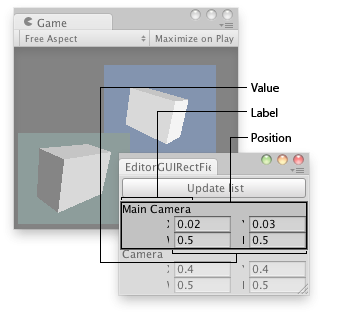 Game
Free Aspect
Maximize on Play
Value
Label
Position
EditorGUIRectFie
Update list
Main Camera
X 0.02 Y 0.03
0.5 0.5
Camera
X 0.4 Y 0.4
0.5 0.5